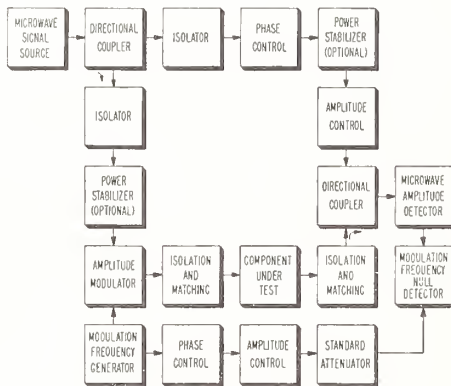 MICROWAVE
SIGNAL
SOURCE
DIRECTIONAL
COUPLER
ISOLATOR
PHASE
CONTROL
POWER
STABILIZER
(OPTIONAL)
ISOLATOR
AMPLITUDE
CONTROL
POWER
STABILIZER
(OPTIONAL)
DIRECTIONAL
COUPLER
MICROWAVE
AMPLITUDE
DETECTOR
AMPLITUDE
MODULATOR
ISOLATION
AND
MATCHING
COMPONENT
UNDER
TEST
ISOLATION
AND
MATCHING
MODULATION
FREQUENCY
NULL
DETECTOR
MODULATION
FREQUENCY
GENERATOR
PHASE
CONTROL
AMPLITUDE
CONTROL
STANDARD
ATTENUATOR